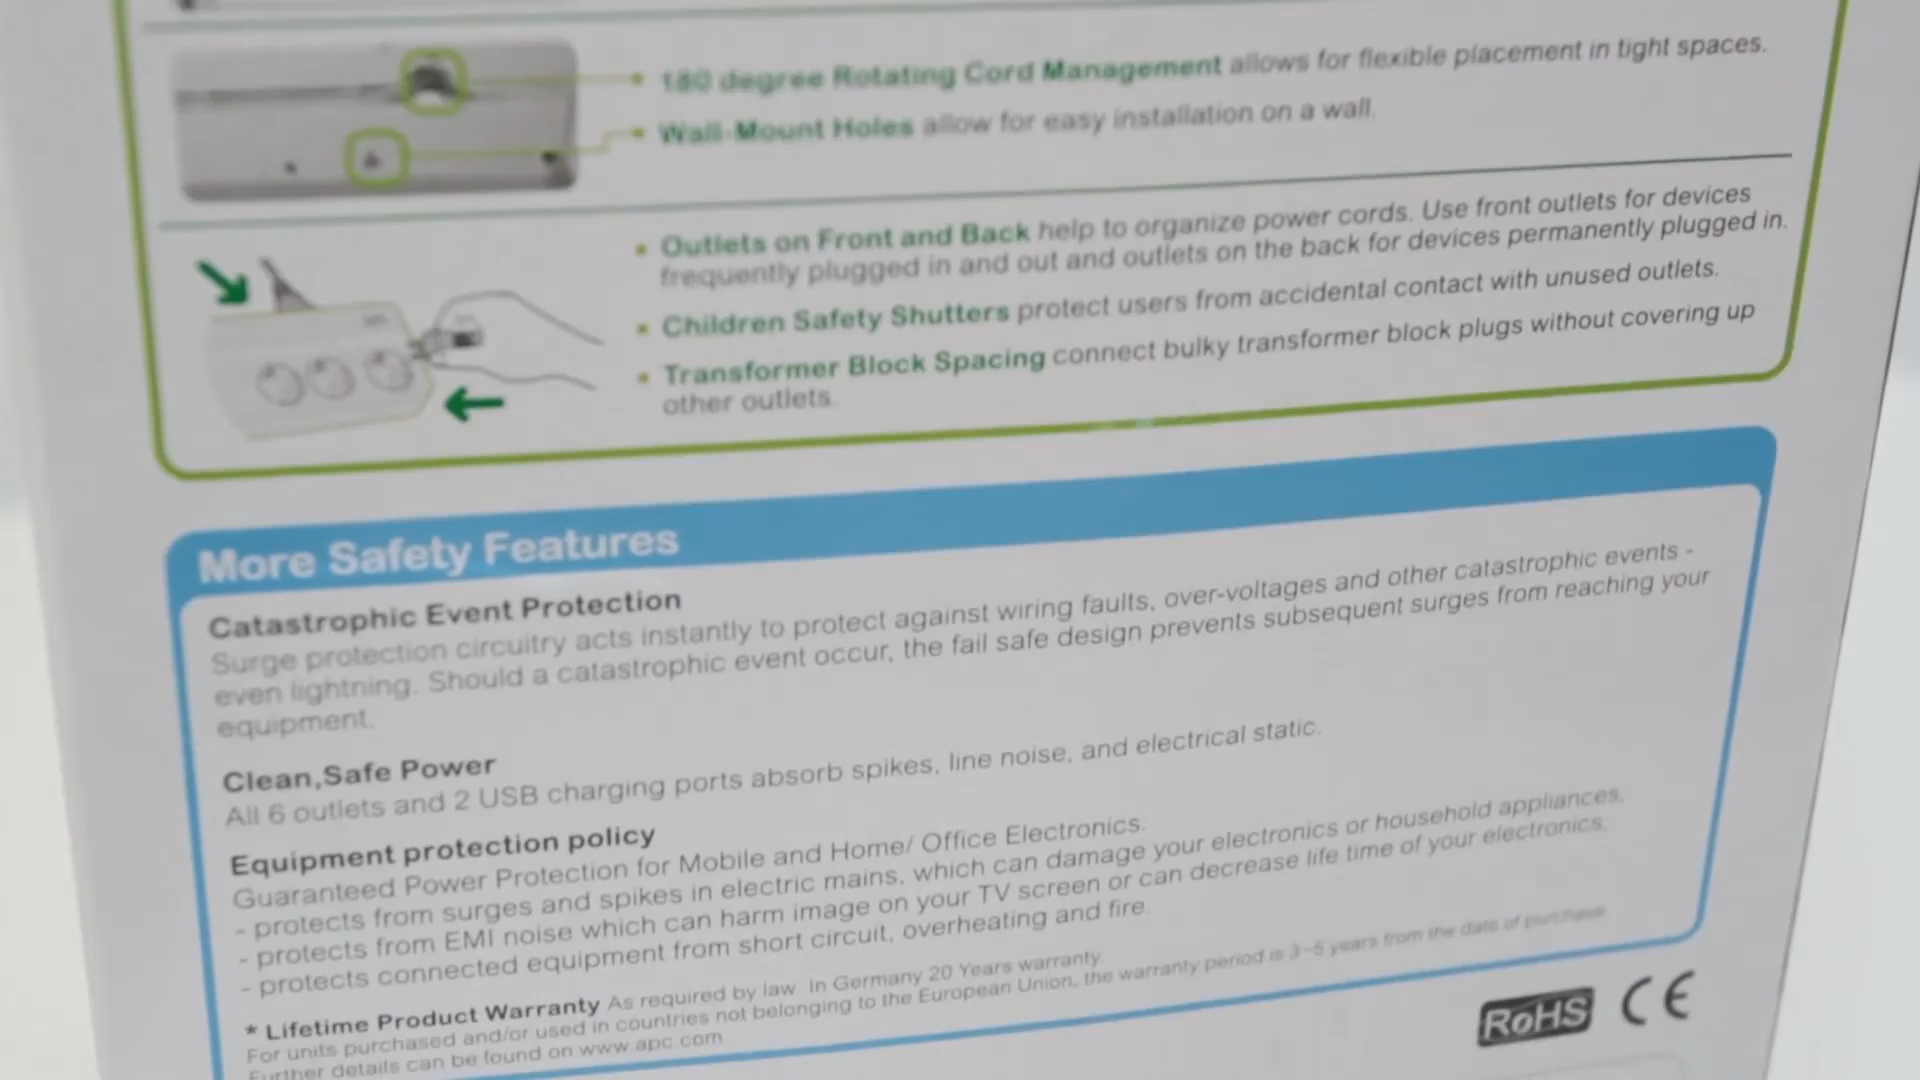 180 degree Rotating Cord Management allows for flexible placement in tight spaces.
Wall-Mount Holes allow for easy installation on a wall.
Outlets on Front and Back help to organize power cords. Use front outlets for devices
frequently plugged in and out and outlets on the back for devices permanently plugged in.
Children Safety Shutters protect users from accidental contact with unused outlets.
Transformer Block Spacing connect bulky transformer block plugs without covering up
other outlets.
More Safety Features
Catastrophic Event Protection
Surge protection circuitry acts instantly to protect against wiring faults, over-voltages and other catastrophic events -
even lightning. Should a catastrophic event occur, the fail safe design prevents subsequent surges from reaching your
equipment.
Clean,Safe Power
All 6 outlets and 2 USB charging ports absorb spikes, line noise, and electrical static.
Equipment protection policy
Guaranteed Power Protection for Mobile and Home/ Office Electronics:
- protects from surges and spikes in electric mains, which can damage your electronics or household appliances,
- protects from EMI noise which can harm image on your TV screen or can decrease life time of your electronics,
- protects connected equipment from short circuit, overheating and fire.
* Lifetime Product Warranty As required by law In Germany 20 Years warranty
For units purchased and/or used in countries not belonging to the European Union, the warranty period is 3-5 years from the date of purchase
Further details can be found on www.apc.com
RoHS CE